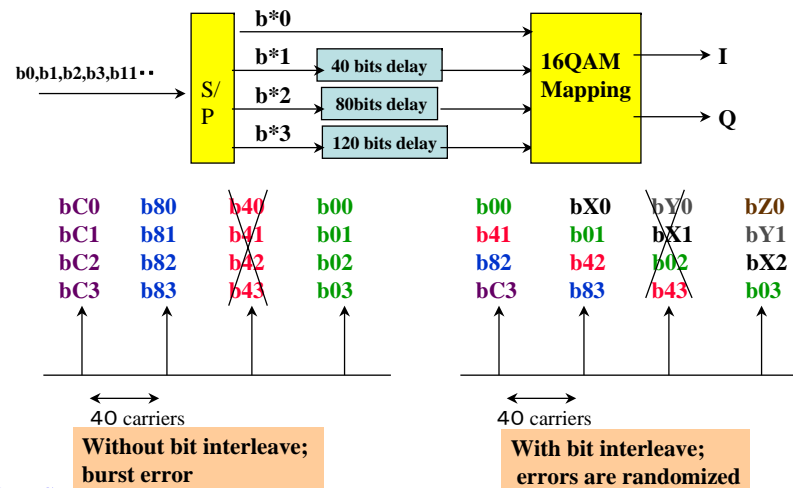 b*0
b*1
40 bits delay
b0,b1,b2,b3,b11··
S/
P
b*2
80bits delay
b*3
120 bits delay
16QAM
Mapping
I
Q
bC0 b80 b40 b00
bC1 b81 b41 b01
bC2 b82 b42 b02
bC3 b83 b43 b03
40 carriers
Without bit interleave;
burst error
b00 bX0 bY0 bZ0
b41 b01 bX1 bY1
b82 b42 b02 bX2
bC3 b83 b43 b03
40 carriers
With bit interleave;
errors are randomized